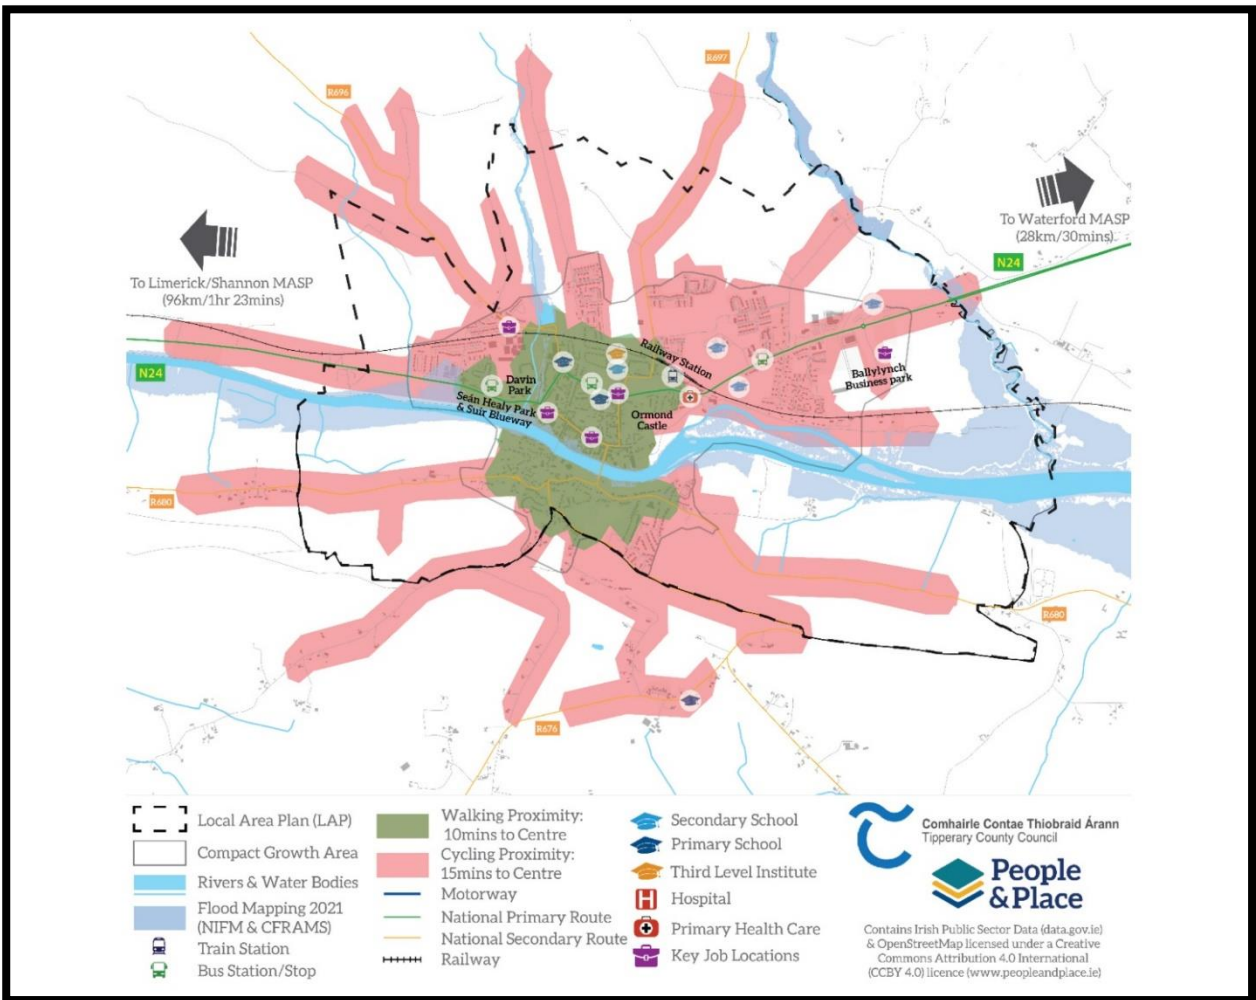 R697
R696
To Waterford MASP
(28km/30mins)
N24
To Limerick/Shannon MASP
(96km/1hr 23mins)
Railway Station
N24
Davin
Park
Ballylynch
Business park
Seán Healy Park
& Suir Blueway
Ormond
Castle
R680
R680
R676
Local Area Plan (LAP)
Compact Growth Area
Rivers & Water Bodies
Flood Mapping 2021
(NIFM & CFRAMS)
Train Station
Bus Station/Stop
Walking Proximity:
10mins to Centre
Cycling Proximity:
15mins to Centre
Motorway
National Primary Route
National Secondary Route
Railway
Secondary School
Primary School
Third Level Institute
H Hospital
Primary Health Care
Key Job Locations
Comhairle Contae Thiobraid Árann
Tipperary County Council
People
& Place
Contains Irish Public Sector Data (data.gov.ie)
& OpenStreetMap licensed under a Creative
Commons Attribution 4.0 International
(CCBY 4.0) licence (www.peopleandplace.ie)